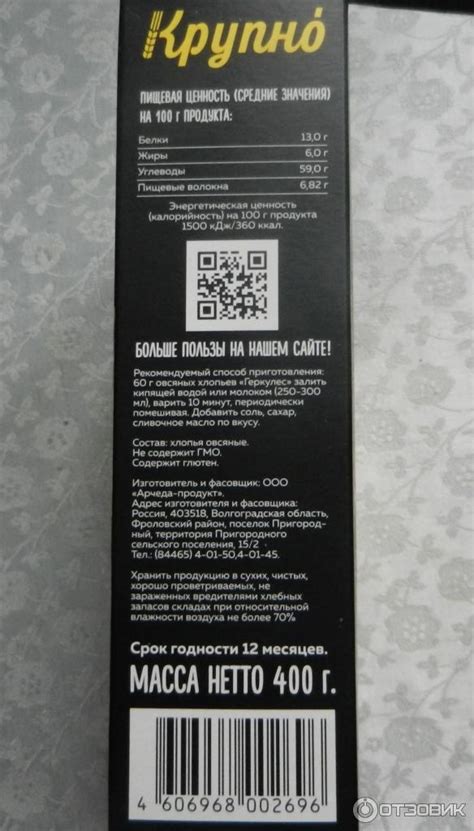 Крупно́
ПИЩЕВАЯ ЦЕННОСТЬ (СРЕДНИЕ ЗНАЧЕНИЯ)
НА 100 Г ПРОДУКТА:
Белки 13,0 г
Жиры 6,0 г
Углеводы 59,0 г
Пищевые волокна 6,82 г
Энергетическая ценность
(калорийность) на 100 г продукта
1500 кДж/360 ккал.
БОЛЬШЕ ПОЛЬЗЫ НА НАШЕМ САЙТЕ!
Рекомендуемый способ приготовления:
60 г овсяных хлопьев «Геркулес» залить
кипящей водой или молоком (250-300
мл), варить 10 минут, периодически
помешивая. Добавить соль, сахар,
сливочное масло по вкусу.
Состав: хлопья овсяные.
Не содержит ГМО.
Содержит глютен.
Изготовитель и фасовщик: ООО
«Арчеда-продукт».
Адрес изготовителя и фасовщика:
Россия, 403518, Волгоградская область,
Фроловский район, поселок Пригород-
ный, территория Пригородного
сельского поселения, 15/2
Тел.: (84465) 4-01-50,4-01-45.
Хранить продукцию в сухих, чистых,
хорошо проветриваемых, не
зараженных вредителями хлебных
запасов складах при относительной
влажности воздуха не более 70%
Срок годности 12 месяцев.
МАССА НЕТТО 400 г.
4 606968 002696
ОТЗОВИК